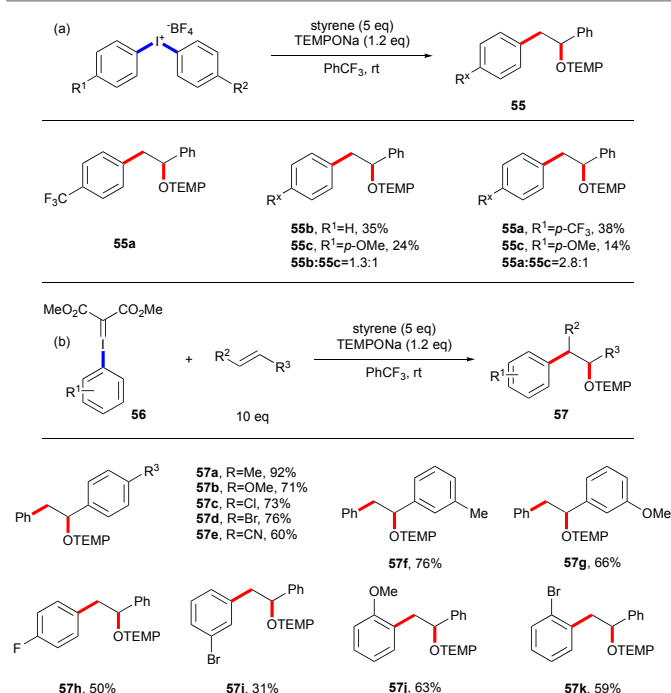 (a)
I⁺
⁻BF₄
R¹
R²
styrene (5 eq)
TEMPONa (1.2 eq)
PhCF₃, rt
Ph
OTEMP
Rˣ
55
F₃C
Ph
OTEMP
55a
Rˣ
Ph
OTEMP
55b, R¹=H, 35%
55c, R¹=p-OMe, 24%
55b:55c=1.3:1
Rˣ
Ph
OTEMP
55a, R¹=p-CF₃, 38%
55c, R¹=p-OMe, 14%
55a:55c=2.8:1
MeO₂C CO₂Me
(b)
I
R¹
56
+
R²
R³
10 eq
styrene (5 eq)
TEMPONa (1.2 eq)
PhCF₃, rt
R²
R³
R¹
OTEMP
57
Ph
OTEMP
R³
57a, R=Me, 92%
57b, R=OMe, 71%
57c, R=Cl, 73%
57d, R=Br, 76%
57e, R=CN, 60%
Ph
OTEMP
Me
57f, 76%
Ph
OTEMP
OMe
57g, 66%
F
Ph
OTEMP
57h, 50%
Ph
OTEMP
Br
57i, 31%
OMe
Ph
OTEMP
57j, 63%
Br
Ph
OTEMP
57k, 59%